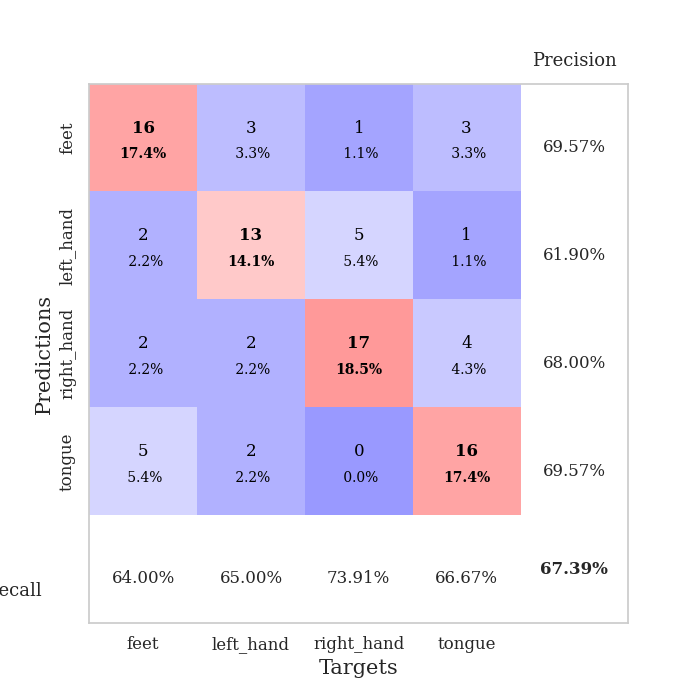 Precision
feet 16 3 1 3 69.57%
17.4% 3.3% 1.1% 3.3%
left_hand 2 13 5 1 61.90%
2.2% 14.1% 5.4% 1.1%
Predictions
right_hand 2 2 17 4 68.00%
2.2% 2.2% 18.5% 4.3%
tongue 5 2 0 16 69.57%
5.4% 2.2% 0.0% 17.4%
ecall 64.00% 65.00% 73.91% 66.67% 67.39%
feet left_hand right_hand tongue
Targets